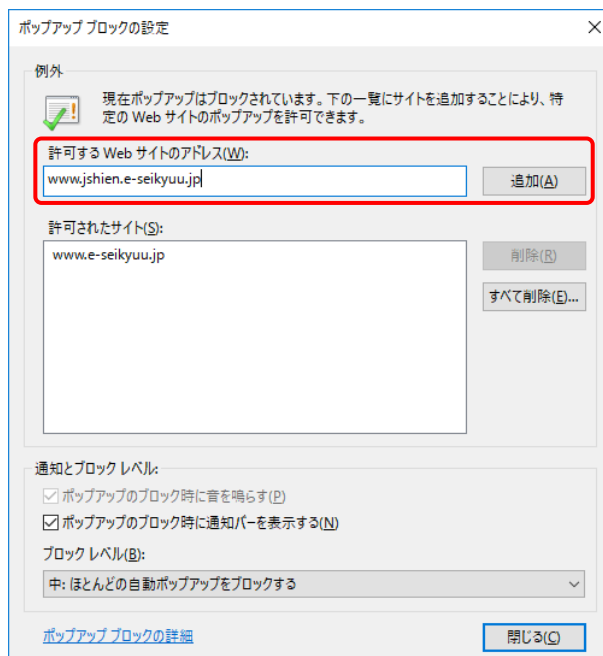 ポップアップ ブロックの設定
例外
現在ポップアップはブロックされています。下の一覧にサイトを追加することにより、特
定の Web サイトのポップアップを許可できます。
許可する Web サイトのアドレス(W):
www.jshien.e-seikyuu.jp
追加(A)
許可されたサイト(S):
www.e-seikyuu.jp
削除(R)
すべて削除(E)...
通知とブロック レベル:
ポップアップのブロック時に音を鳴らす(P)
ポップアップのブロック時に通知バーを表示する(N)
ブロック レベル(B):
中: ほとんどの自動ポップアップをブロックする
ポップアップ ブロックの詳細
閉じる(C)